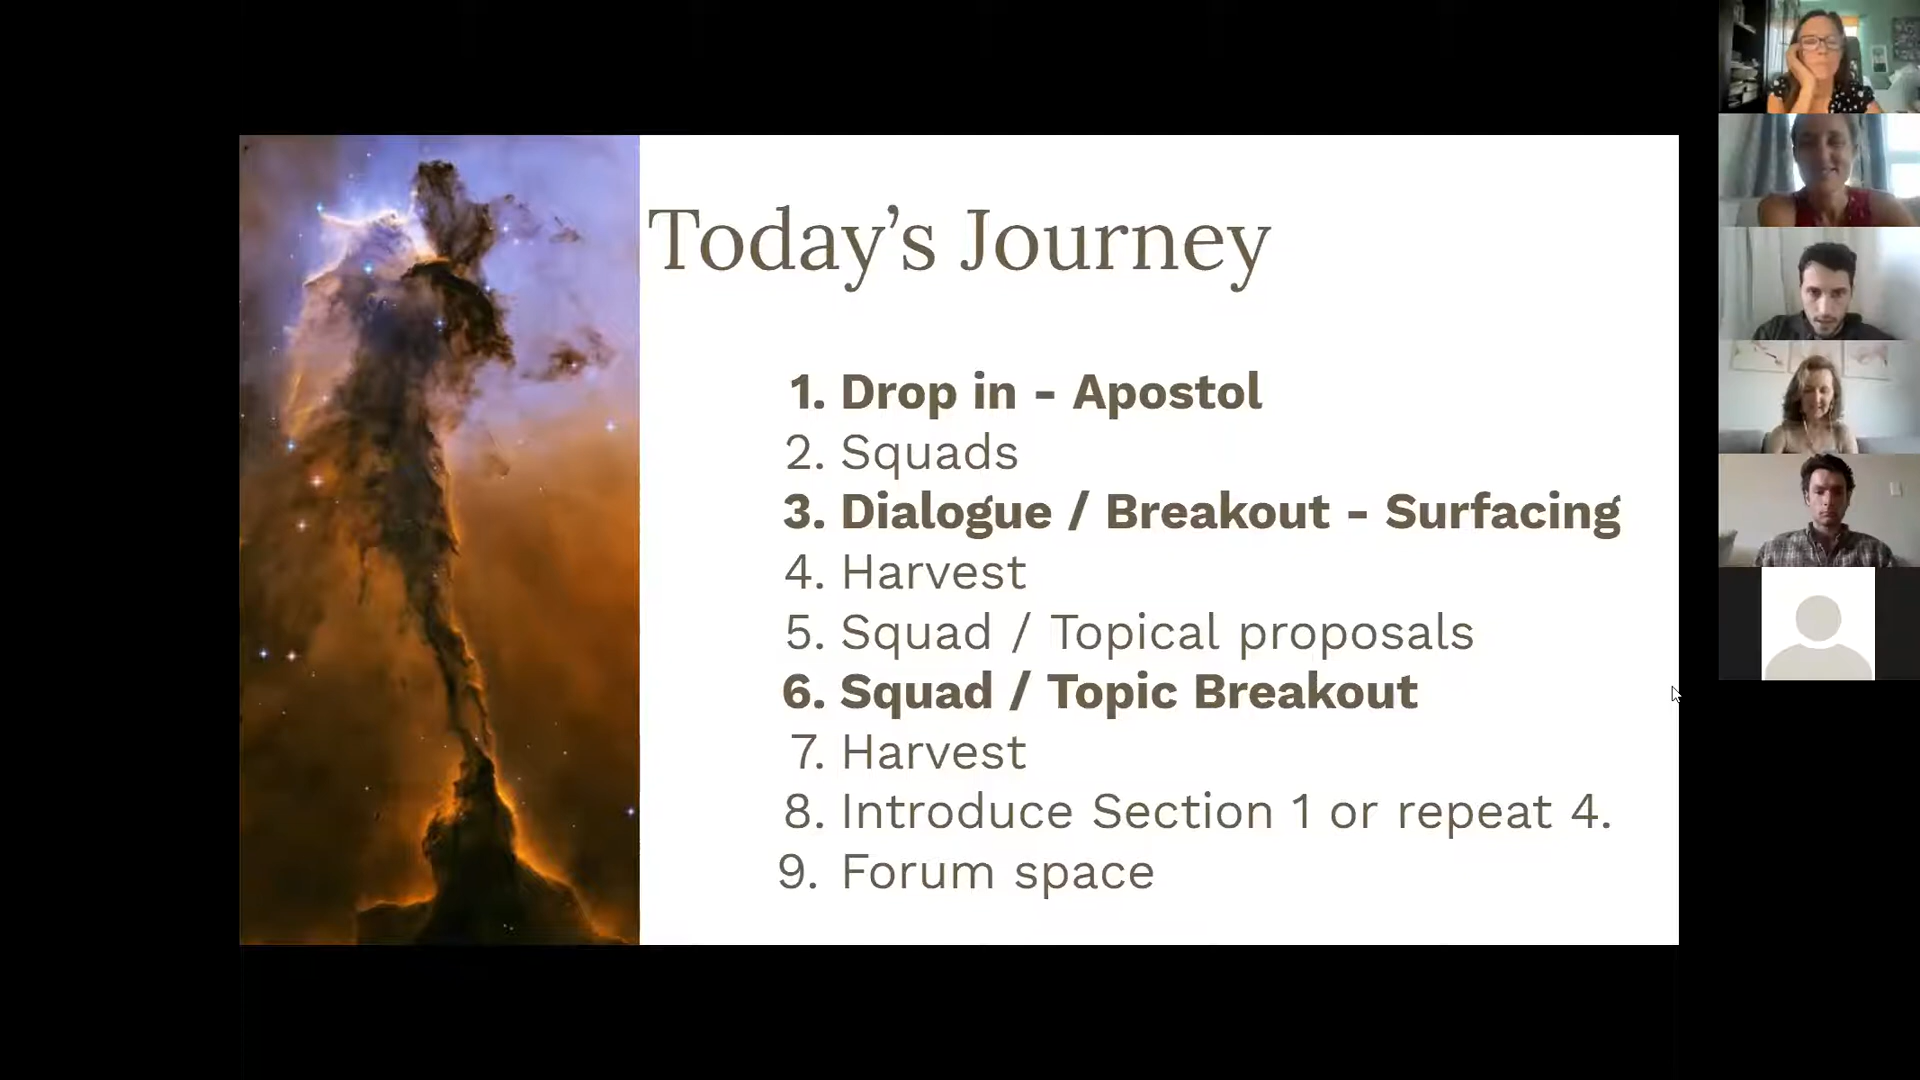 Today’s Journey
1. Drop in - Apostol
2. Squads
3. Dialogue / Breakout - Surfacing
4. Harvest
5. Squad / Topical proposals
6. Squad / Topic Breakout
7. Harvest
8. Introduce Section 1 or repeat 4.
9. Forum space